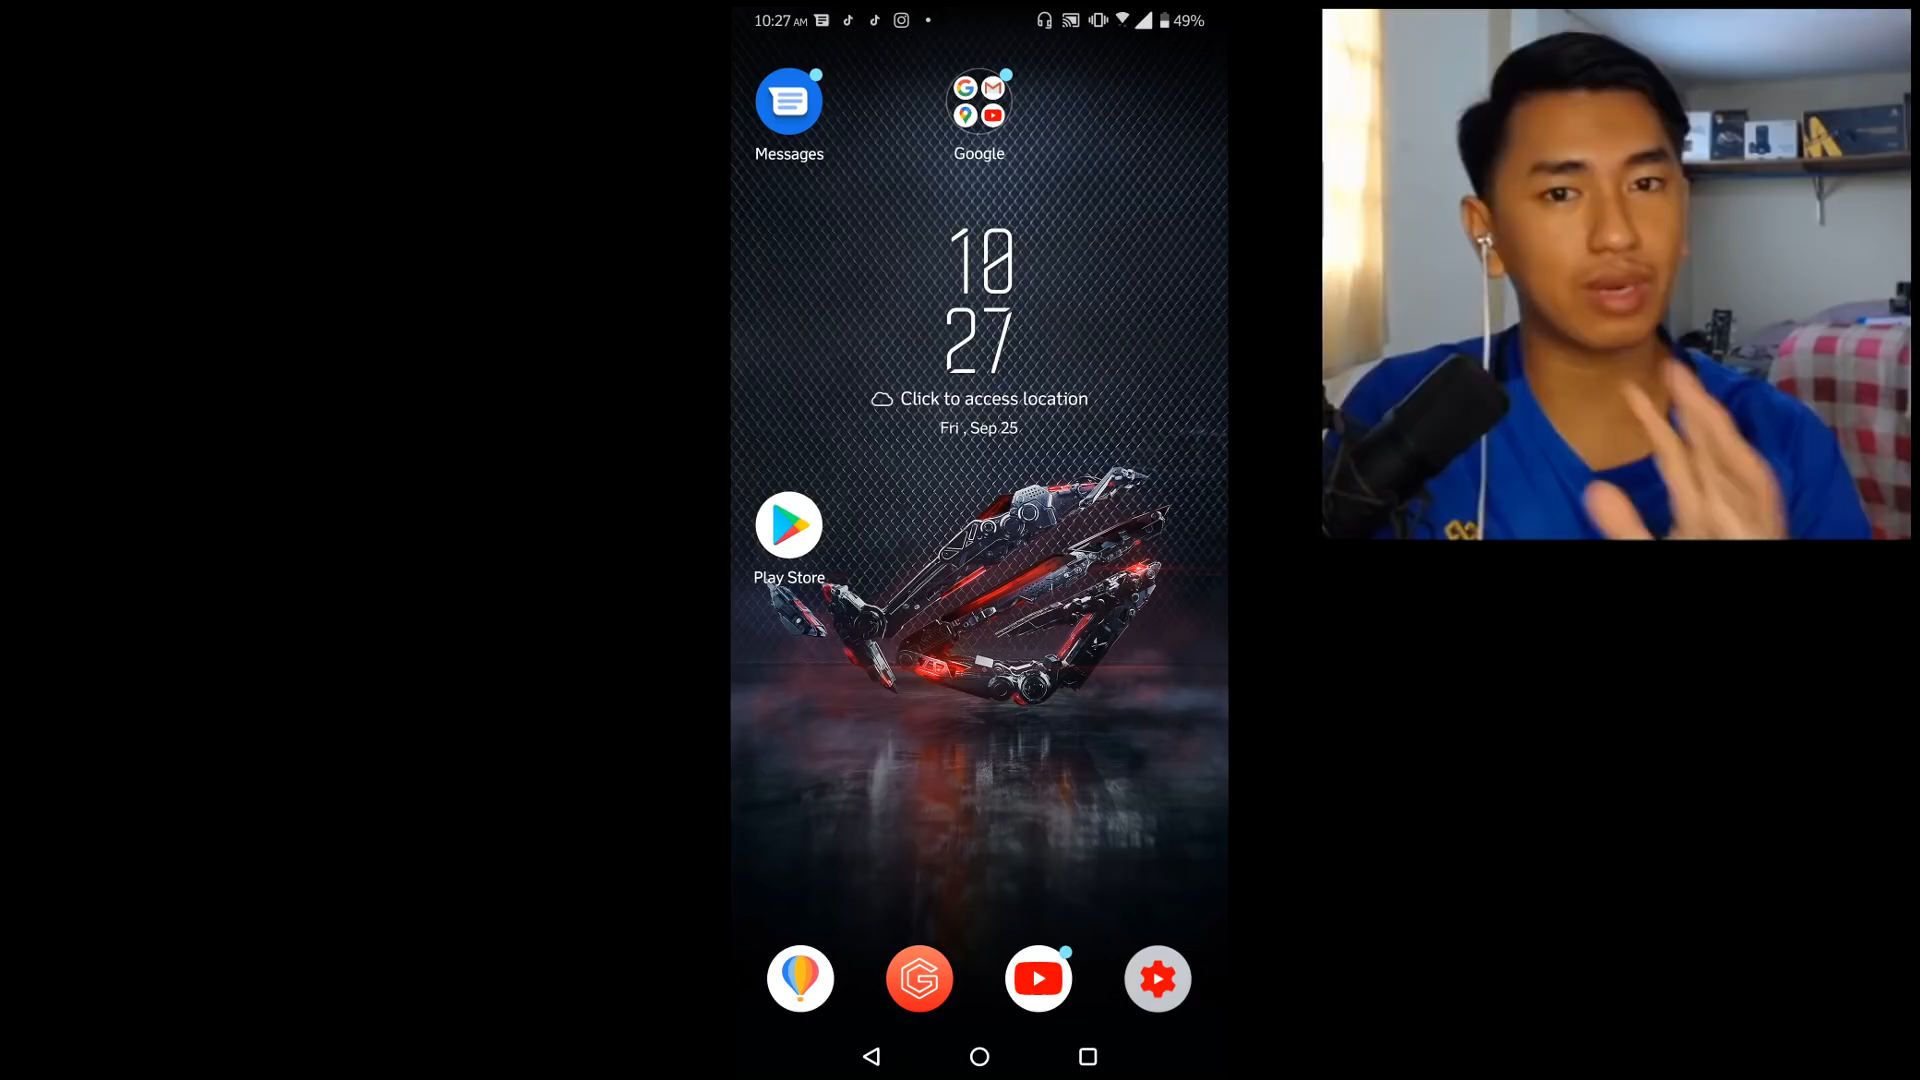 10:27 AM
49%
Messages
Google
10
27
Click to access location
Fri , Sep 25
Play Store